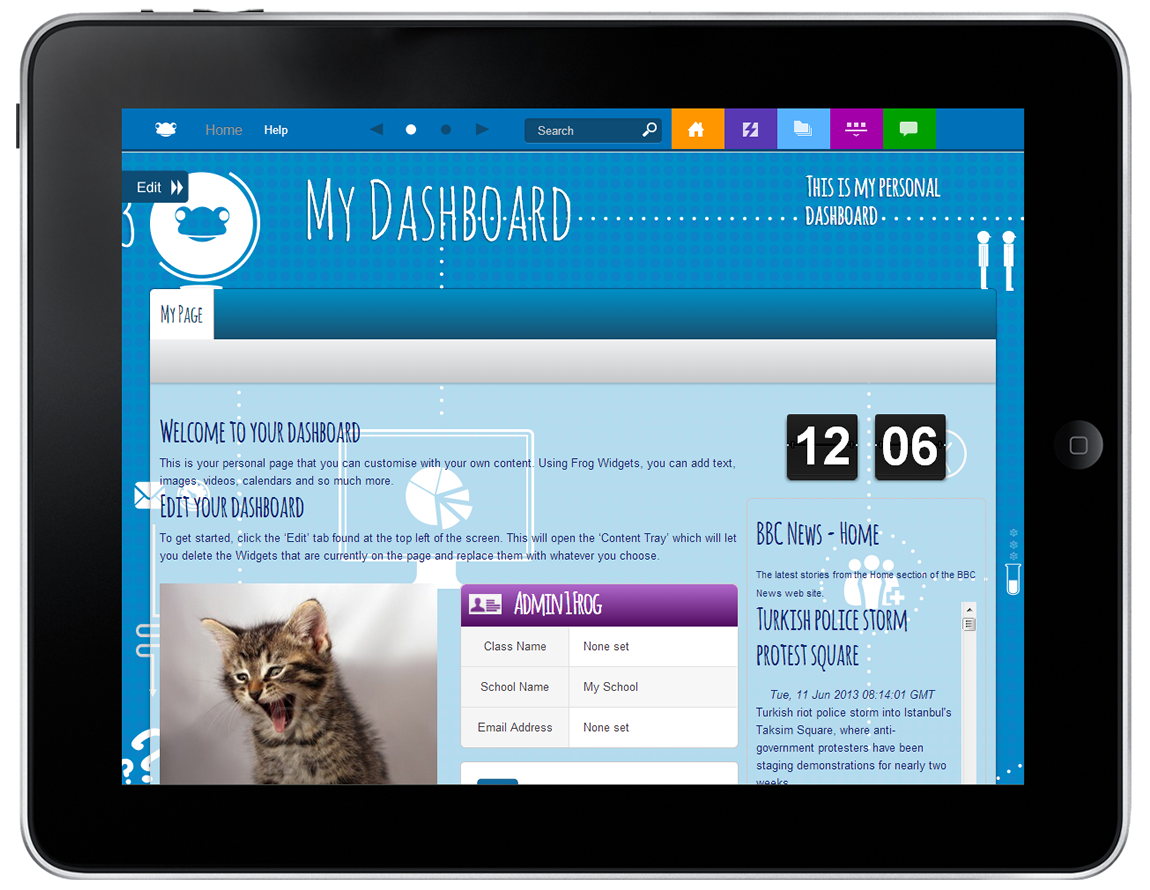 Home Help Search
Edit
My Dashboard
This is my personal
dashboard
My Page
Welcome to your dashboard
This is your personal page that you can customise with your own content. Using Frog Widgets, you can add text,
images, videos, calendars and so much more.
Edit your dashboard
To get started, click the ‘Edit’ tab found at the top left of the screen. This will open the ‘Content Tray’ which will let
you delete the Widgets that are currently on the page and replace them with whatever you choose.
Admin1Frog
Class Name None set
School Name My School
Email Address None set
12 06
BBC News - Home
The latest stories from the Home section of the BBC
News web site.
Turkish police storm
protest square
Tue, 11 Jun 2013 08:14:01 GMT
Turkish riot police storm into Istanbul's
Taksim Square, where anti-
government protesters have been
staging demonstrations for nearly two
weeks.